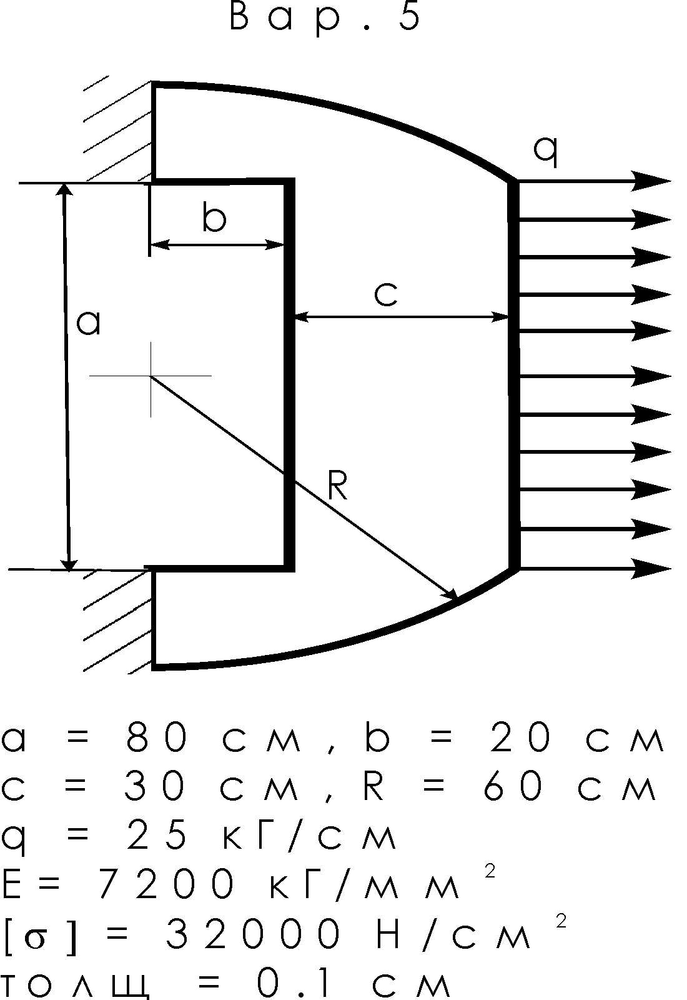 Вар. 5
q
b
c
a
R
a = 80 см, b = 20 см
c = 30 см, R = 60 см
q = 25 кГ/см
E = 7200 кГ/мм²
[σ] = 32000 Н/см²
толщ = 0.1 см